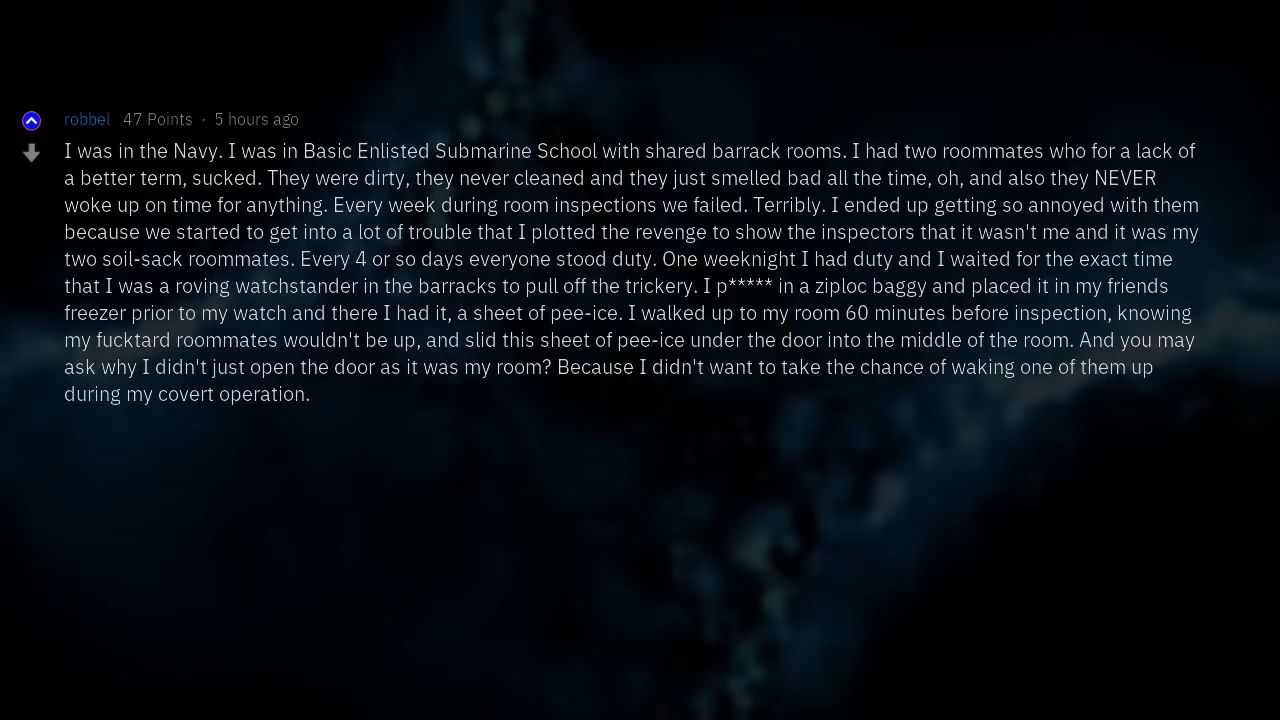 robbel 47 Points · 5 hours ago
I was in the Navy. I was in Basic Enlisted Submarine School with shared barrack rooms. I had two roommates who for a lack of
a better term, sucked. They were dirty, they never cleaned and they just smelled bad all the time, oh, and also they NEVER
woke up on time for anything. Every week during room inspections we failed. Terribly. I ended up getting so annoyed with them
because we started to get into a lot of trouble that I plotted the revenge to show the inspectors that it wasn't me and it was my
two soil-sack roommates. Every 4 or so days everyone stood duty. One weeknight I had duty and I waited for the exact time
that I was a roving watchstander in the barracks to pull off the trickery. I p***** in a ziploc baggy and placed it in my friends
freezer prior to my watch and there I had it, a sheet of pee-ice. I walked up to my room 60 minutes before inspection, knowing
my fucktard roommates wouldn't be up, and slid this sheet of pee-ice under the door into the middle of the room. And you may
ask why I didn't just open the door as it was my room? Because I didn't want to take the chance of waking one of them up
during my covert operation.